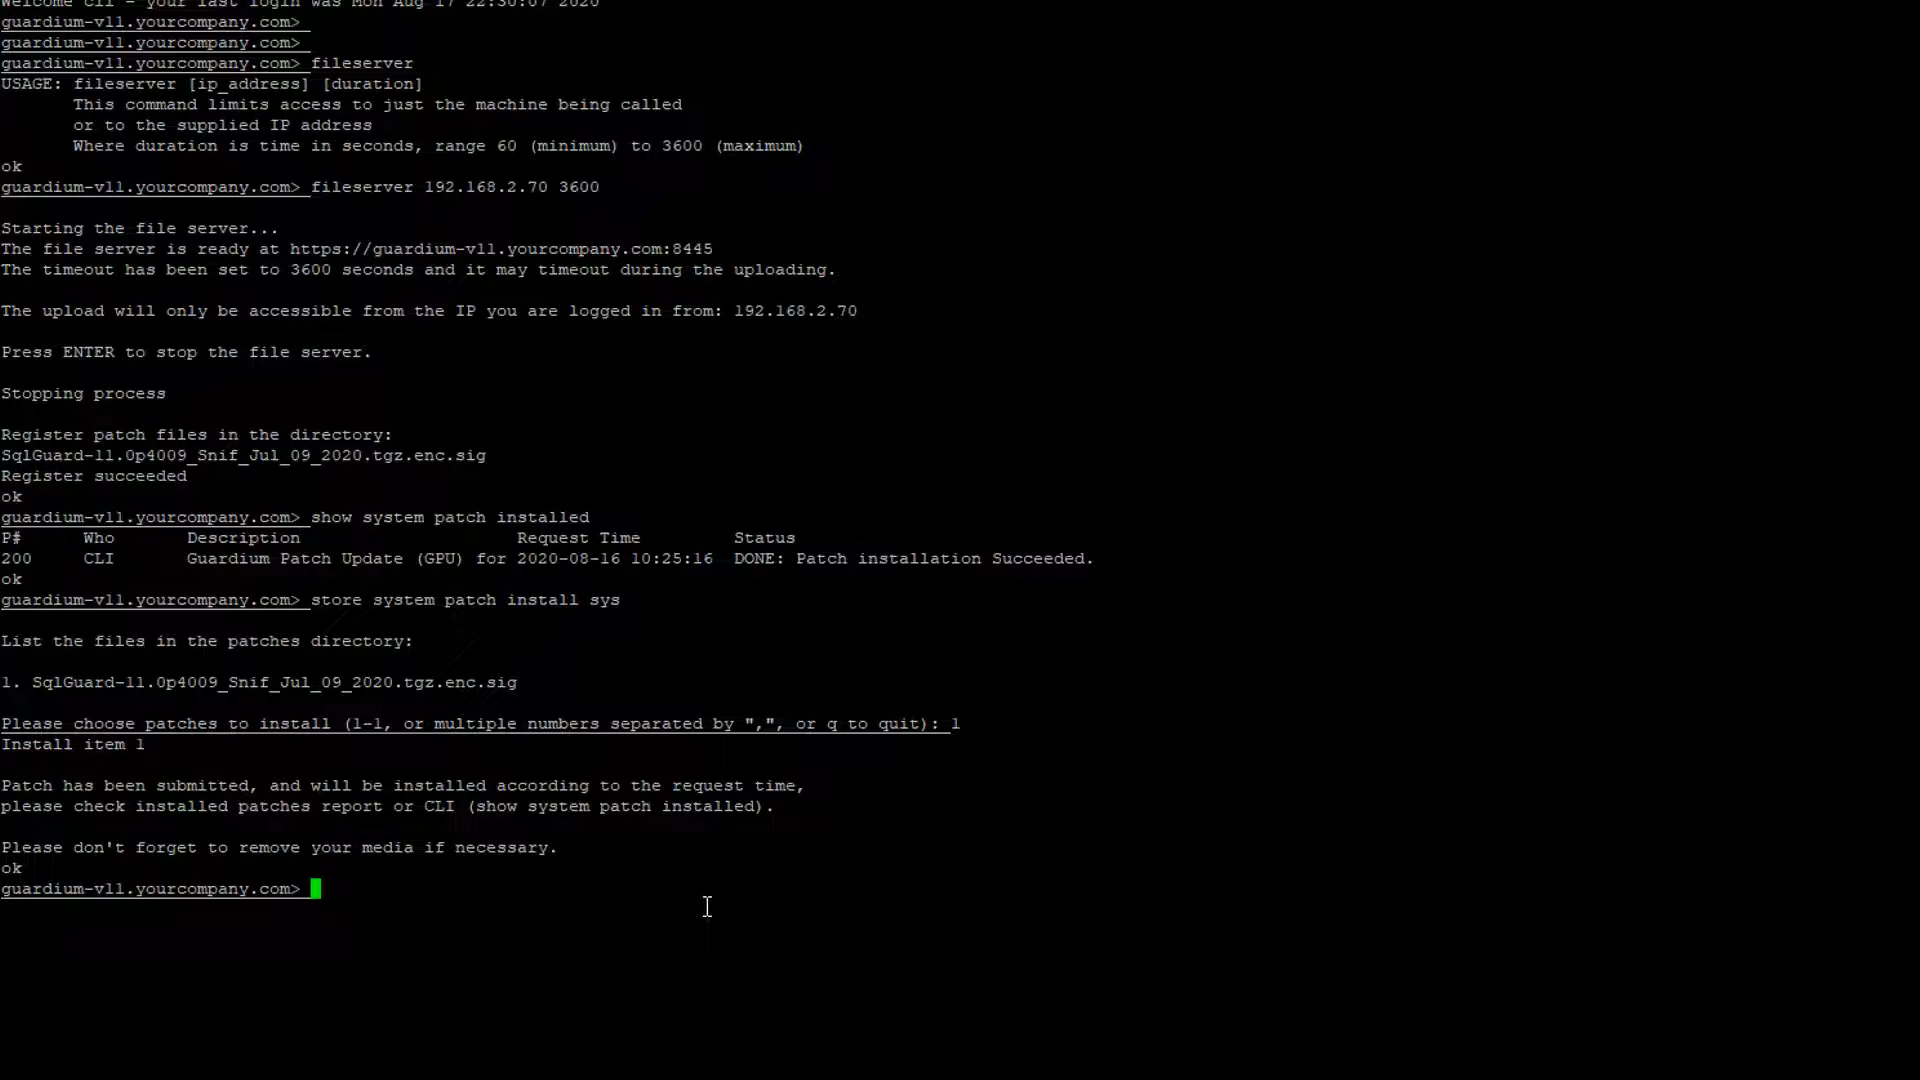 Welcome cli - your last login was Mon Aug 17 22:30:07 2020
guardium-v11.yourcompany.com>
guardium-v11.yourcompany.com>
guardium-v11.yourcompany.com> fileserver
USAGE: fileserver [ip_address] [duration]
This command limits access to just the machine being called
or to the supplied IP address
Where duration is time in seconds, range 60 (minimum) to 3600 (maximum)
ok
guardium-v11.yourcompany.com> fileserver 192.168.2.70 3600
Starting the file server...
The file server is ready at https://guardium-v11.yourcompany.com:8445
The timeout has been set to 3600 seconds and it may timeout during the uploading.
The upload will only be accessible from the IP you are logged in from: 192.168.2.70
Press ENTER to stop the file server.
Stopping process
Register patch files in the directory:
SqlGuard-11.0p4009_Snif_Jul_09_2020.tgz.enc.sig
Register succeeded
ok
guardium-v11.yourcompany.com> show system patch installed
P# Who Description Request Time Status
200 CLI Guardium Patch Update (GPU) for 2020-08-16 10:25:16 DONE: Patch installation Succeeded.
ok
guardium-v11.yourcompany.com> store system patch install sys
List the files in the patches directory:
1. SqlGuard-11.0p4009_Snif_Jul_09_2020.tgz.enc.sig
Please choose patches to install (1-1, or multiple numbers separated by ",", or q to quit): 1
Install item 1
Patch has been submitted, and will be installed according to the request time,
please check installed patches report or CLI (show system patch installed).
Please don't forget to remove your media if necessary.
ok
guardium-v11.yourcompany.com>